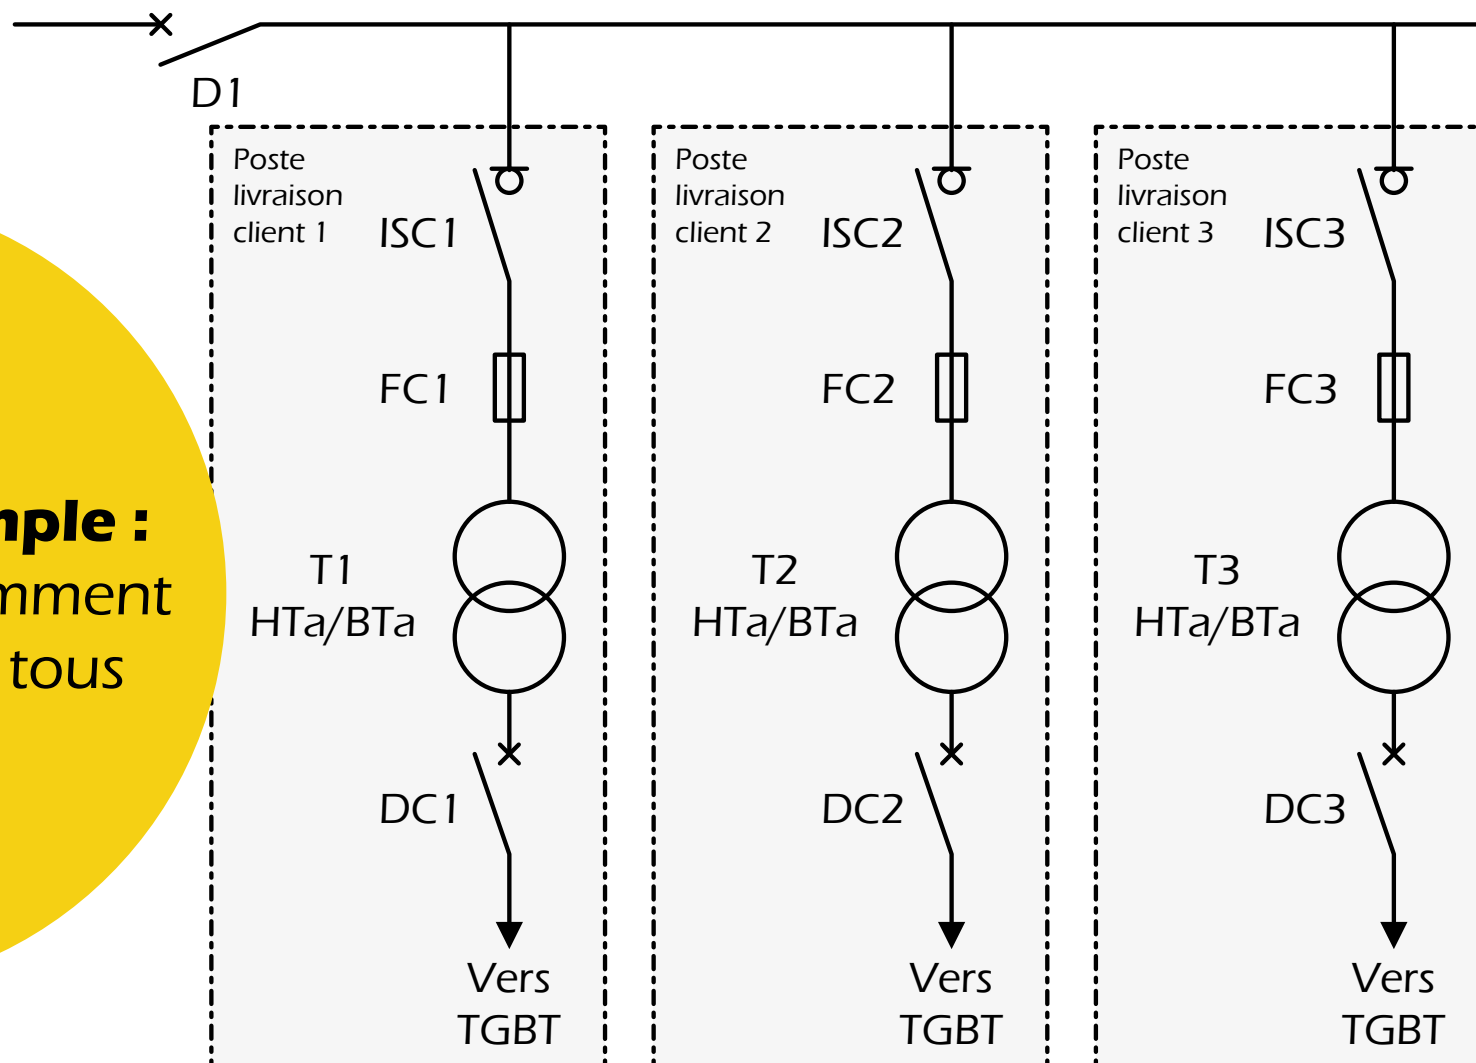 D1
Poste
livraison
client 1
ISC1
FC1
T1
HTa/BTa
DC1
Vers
TGBT
Poste
livraison
client 2
ISC2
FC2
T2
HTa/BTa
DC2
Vers
TGBT
Poste
livraison
client 3
ISC3
FC3
T3
HTa/BTa
DC3
Vers
TGBT
tous